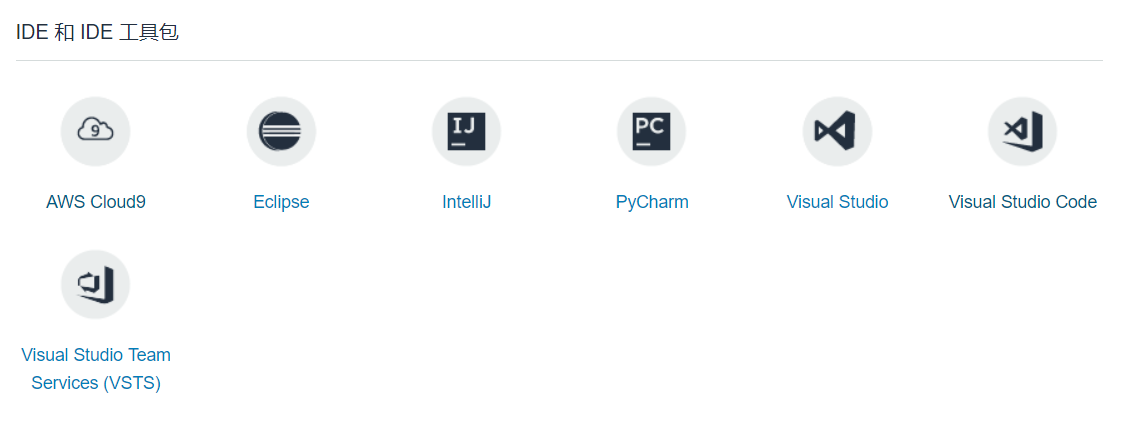 IDE 和 IDE 工具包
9
IJ
PC
AWS Cloud9
Eclipse
IntelliJ
PyCharm
Visual Studio
Visual Studio Code
Visual Studio Team
Services (VSTS)